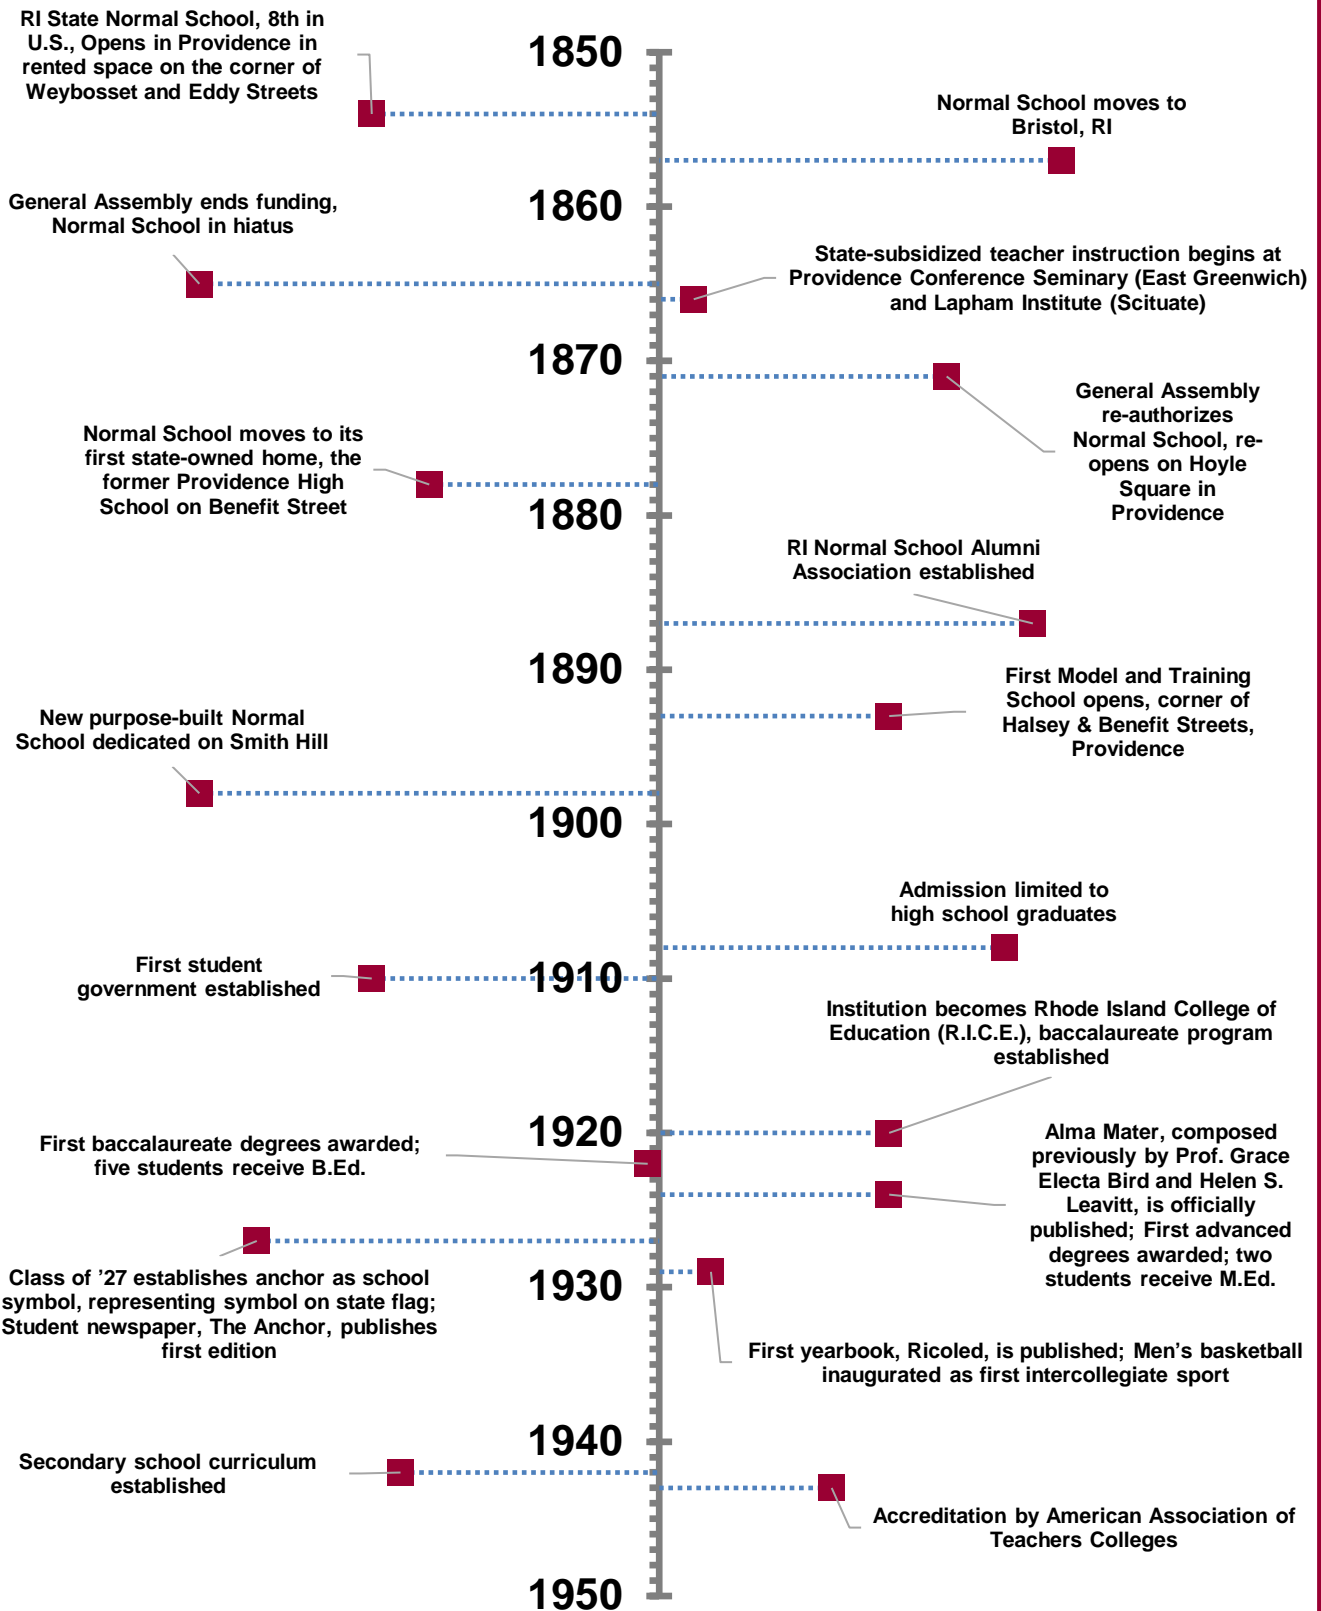 RI State Normal School, 8th in
U.S., Opens in Providence in
rented space on the corner of
Weybosset and Eddy Streets
1850
Normal School moves to
Bristol, RI
General Assembly ends funding,
Normal School in hiatus
1860
State-subsidized teacher instruction begins at
Providence Conference Seminary (East Greenwich)
and Lapham Institute (Scituate)
1870
General Assembly
re-authorizes
Normal School, re-
opens on Hoyle
Square in
Providence
Normal School moves to its
first state-owned home, the
former Providence High
School on Benefit Street
1880
RI Normal School Alumni
Association established
1890
First Model and Training
School opens, corner of
Halsey & Benefit Streets,
Providence
New purpose-built Normal
School dedicated on Smith Hill
1900
Admission limited to
high school graduates
First student
government established
1910
Institution becomes Rhode Island College of
Education (R.I.C.E.), baccalaureate program
established
1920
First baccalaureate degrees awarded;
five students receive B.Ed.
Alma Mater, composed
previously by Prof. Grace
Electa Bird and Helen S.
Leavitt, is officially
published; First advanced
degrees awarded; two
students receive M.Ed.
Class of ’27 establishes anchor as school
symbol, representing symbol on state flag;
Student newspaper, The Anchor, publishes
first edition
1930
First yearbook, Ricoled, is published; Men’s basketball
inaugurated as first intercollegiate sport
1940
Secondary school curriculum
established
Accreditation by American Association of
Teachers Colleges
1950